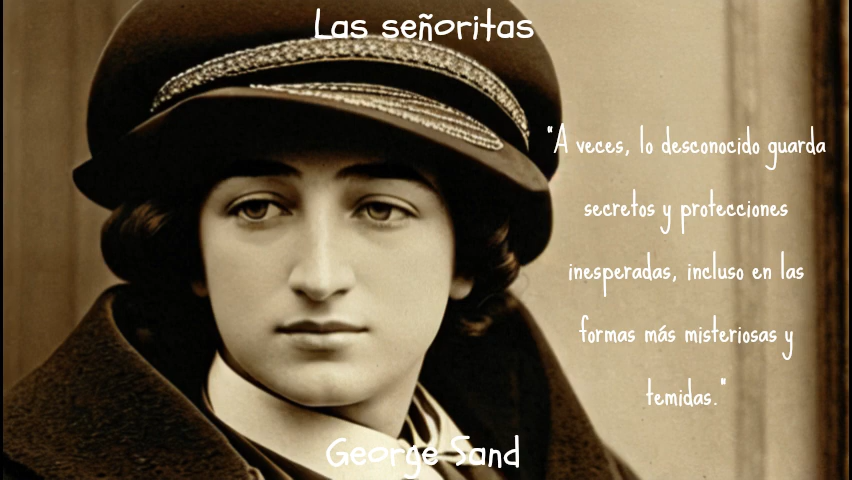 Las señoritas
"A veces, lo desconocido guarda
secretos y protecciones
inesperadas, incluso en las
formas más misteriosas y
temidas."
George Sand